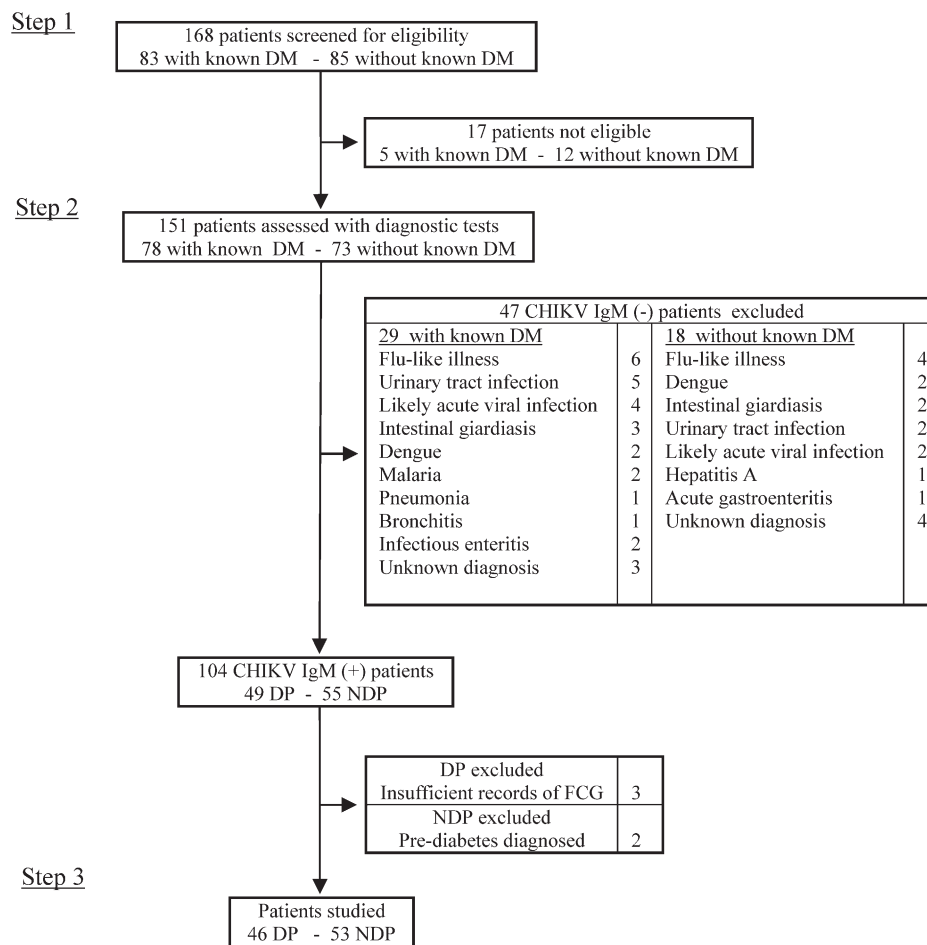 Step 1
168 patients screened for eligibility
83 with known DM - 85 without known DM
17 patients not eligible
5 with known DM - 12 without known DM
Step 2
151 patients assessed with diagnostic tests
78 with known DM - 73 without known DM
47 CHIKV IgM (-) patients excluded
29 with known DM
Flu-like illness 6
Urinary tract infection 5
Likely acute viral infection 4
Intestinal giardiasis 3
Dengue 2
Malaria 2
Pneumonia 1
Bronchitis 1
Infectious enteritis 2
Unknown diagnosis 3
18 without known DM
Flu-like illness 4
Dengue 2
Intestinal giardiasis 2
Urinary tract infection 2
Likely acute viral infection 2
Hepatitis A 1
Acute gastroenteritis 1
Unknown diagnosis 4
104 CHIKV IgM (+) patients
49 DP - 55 NDP
DP excluded
Insufficient records of FCG 3
NDP excluded
Pre-diabetes diagnosed 2
Step 3
Patients studied
46 DP - 53 NDP